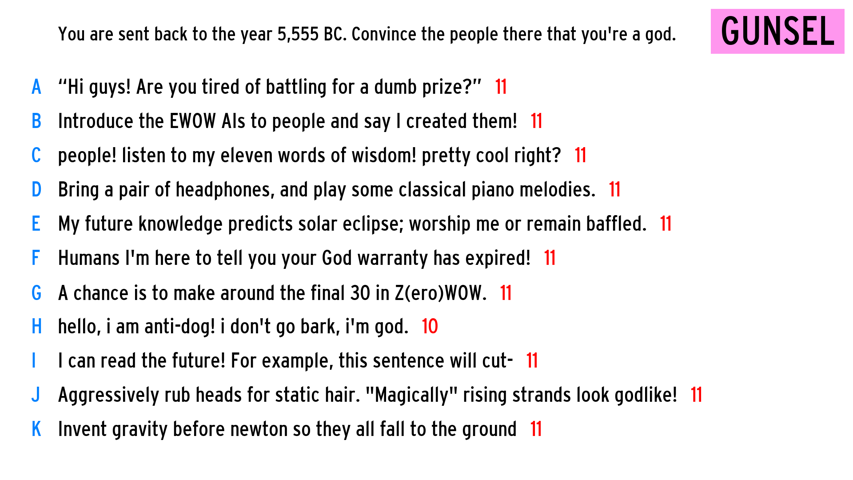 You are sent back to the year 5,555 BC. Convince the people there that you're a god.
GUNSEL
A “Hi guys! Are you tired of battling for a dumb prize?” 11
B Introduce the EWOW AIs to people and say I created them! 11
C people! listen to my eleven words of wisdom! pretty cool right? 11
D Bring a pair of headphones, and play some classical piano melodies. 11
E My future knowledge predicts solar eclipse; worship me or remain baffled. 11
F Humans I'm here to tell you your God warranty has expired! 11
G A chance is to make around the final 30 in Z(ero)WOW. 11
H hello, i am anti-dog! i don't go bark, i'm god. 10
I I can read the future! For example, this sentence will cut- 11
J Aggressively rub heads for static hair. "Magically" rising strands look godlike! 11
K Invent gravity before newton so they all fall to the ground 11